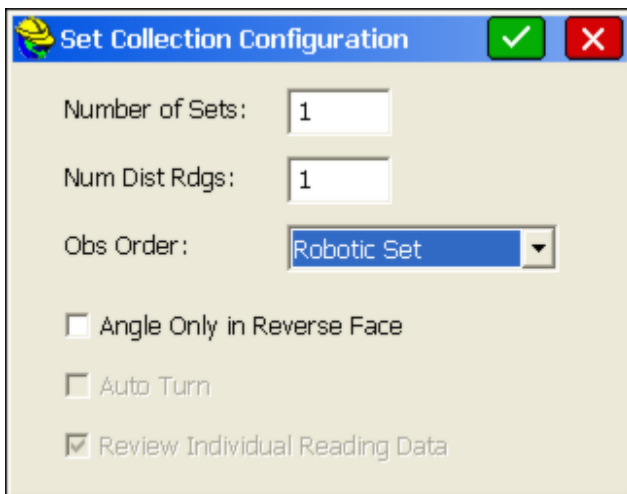 Set Collection Configuration
Number of Sets: 1
Num Dist Rdgs: 1
Obs Order: Robotic Set
Angle Only in Reverse Face
Auto Turn
Review Individual Reading Data